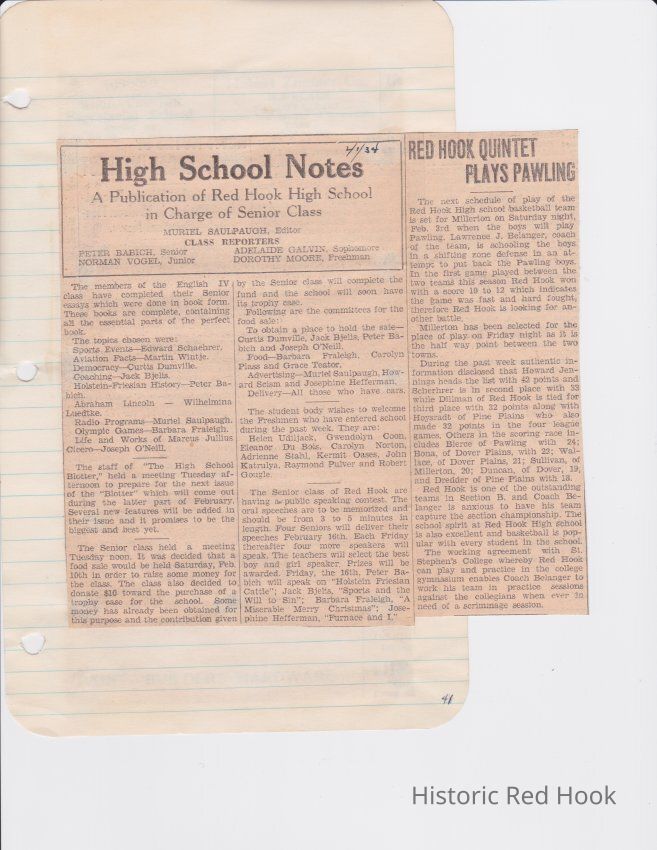 2/1/34
High School Notes
A Publication of Red Hook High School
in Charge of Senior Class
MURIEL SAULPAUGH, Editor
CLASS REPORTERS
PETER BABICH, Senior
ADELAIDE GALVIN, Sophomore
NORMAN VOGEL, Junior
DOROTHY MOORE, Freshman
The members of the English IV
class have completed their Senior
essays which were done in book form.
These books are complete, containing
all the essential parts of the perfect
book.
The topics chosen were:
Sports Events—Edward Schaehrer.
Aviation Facts—Martin Wintje.
Democracy—Curtis Dumville.
Coaching—Jack Bjelis.
Holstein-Friesian History—Peter Ba-
bich.
Abraham Lincoln — Wilhelmina
Luedtke.
Radio Programs—Muriel Saulpaugh.
Olympic Games—Barbara Fraleigh.
Life and Works of Marcus Jullius
Cicero—Joseph O'Neill.
The staff of "The High School
Blotter," held a meeting Tuesday af-
ternoon to prepare for the next issue
of the "Blotter" which will come out
during the latter part of February.
Several new features will be added in
their issue and it promises to be the
biggest and best yet.
The Senior class held a meeting
Tuesday noon. It was decided that a
food sale would be held Saturday, Feb.
10th in order to raise some money for
the class. The class also decided to
donate $10 toward the purchase of a
trophy case for the school. Some
money has already been obtained for
this purpose and the contribution given
by the Senior class will complete the
fund and the school will soon have
its trophy case.
Following are the committees for the
food sale:
To obtain a place to hold the sale—
Curtis Dumville, Jack Bjelis, Peter Ba-
bich and Joseph O'Neill.
Food—Barbara Fraleigh, Carolyn
Plass and Grace Teator.
Advertising—Muriel Saulpaugh, How-
ard Scism and Josephine Hefferman.
Delivery—All those who have cars.
The student body wishes to welcome
the Freshmen who have entered school
during the past week. They are:
Helen Udlijack, Gwendolyn Coon,
Eleanor Du Bois, Carolyn Norton,
Adrienne Stahl, Kermit Oases, John
Katrulya, Raymond Pulver and Robert
Gougle.
The Senior class of Red Hook are
having a public speaking contest. The
oral speeches are to be memorized and
should be from 3 to 5 minutes in
length. Four Seniors will deliver their
speeches February 16th. Each Friday
thereafter four more speakers will
speak. The teachers will select the best
boy and girl speaker. Prizes will be
awarded. Friday, the 16th, Peter Ba-
bich will speak on "Holstein Friesian
Cattle"; Jack Bjelis, "Sports and the
Will to Sin"; Barbara Fraleigh, "A
Miserable Merry Christmas"; Jose-
phine Hefferman, "Furnace and I."
RED HOOK QUINTET
PLAYS PAWLING
The next schedule of play of the
Red Hook High school basketball team
is set for Millerton on Saturday night,
Feb. 3rd when the boys will play
Pawling. Lawrence J. Belanger, coach
of the team, is schooling the boys
in a shifting zone defense in an at-
tempt to put back the Pawling boys.
In the first game played between the
two teams this season Red Hook won
with a score 10 to 12 which indicates
the game was fast and hard fought,
therefore Red Hook is looking for an-
other battle.
Millerton has been selected for the
place of play on Friday night as it is
the half way point between the two
towns.
During the past week authentic in-
formation disclosed that Howard Jen-
nings heads the list with 42 points and
Scherhrer is in second place with 33
while Dillman of Red Hook is tied for
third place with 32 points along with
Hoysradt of Pine Plains who also
made 32 points in the four league
games. Others in the scoring race in-
cludes Bierce of Pawling with 24;
Bona, of Dover Plains, with 22; Wal-
lace, of Dover Plains, 21; Sullivan, of
Millerton, 20; Duncan, of Dover, 19,
and Dredder of Pine Plains with 18.
Red Hook is one of the outstanding
teams in Section B. and Coach Be-
langer is anxious to have his team
capture the section championship. The
school spirit at Red Hook High school
is also excellent and basketball is pop-
ular with every student in the school.
The working agreement with St.
Stephen's College whereby Red Hook
can play and practice in the college
gymnasium enables Coach Belanger to
work his team in practice sessions
against the collegians when ever in
need of a scrimmage session.
41
Historic Red Hook